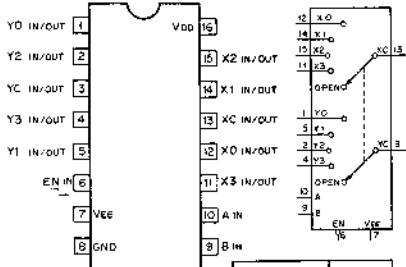 Y0 IN/OUT 1
Y2 IN/OUT 2
YC IN/OUT 3
Y3 IN/OUT 4
Y1 IN/OUT 5
EN IN 6
7 VEE
8 GND
VDD 16
15 X2 IN/OUT
14 X1 IN/OUT
13 XC IN/OUT
12 X0 IN/OUT
11 X3 IN/OUT
10 A IN
9 B IN
12 X0
14 X1
15 X2
11 X3
OPEN
XC 13
1 Y0
5 Y1
2 Y2
4 Y3
OPEN
YC 3
10 A
9 B
EN VEE
6 7